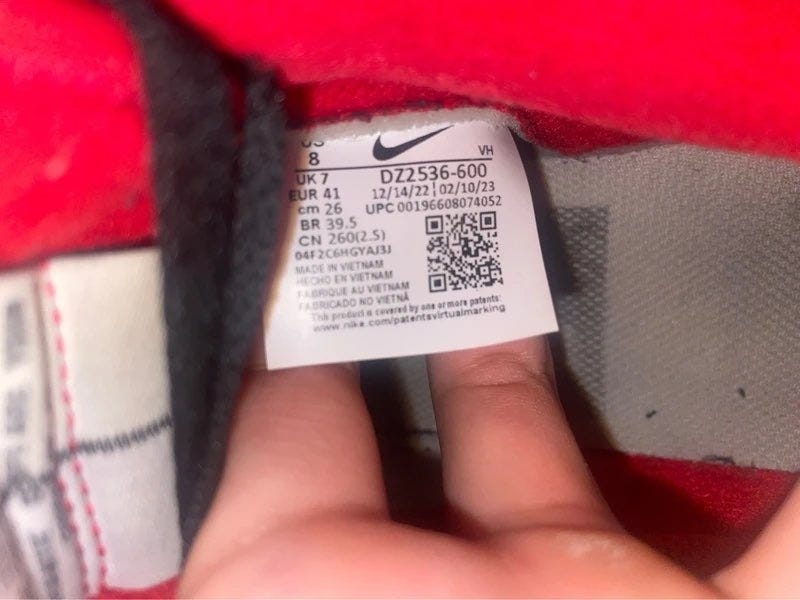 US
8
VH
UK 7
DZ2536-600
EUR 41
12/14/22 | 02/10/23
cm 26
UPC 00196608074052
BR 39.5
CN 260(2.5)
04F2C6HGYAJ3J
MADE IN VIETNAM
HECHO EN VIETNAM
FABRIQUE AU VIETNAM
FABRICADO NO VIETNÃ
This product is covered by one or more patents:
www.nike.com/patentsvirtualmarking